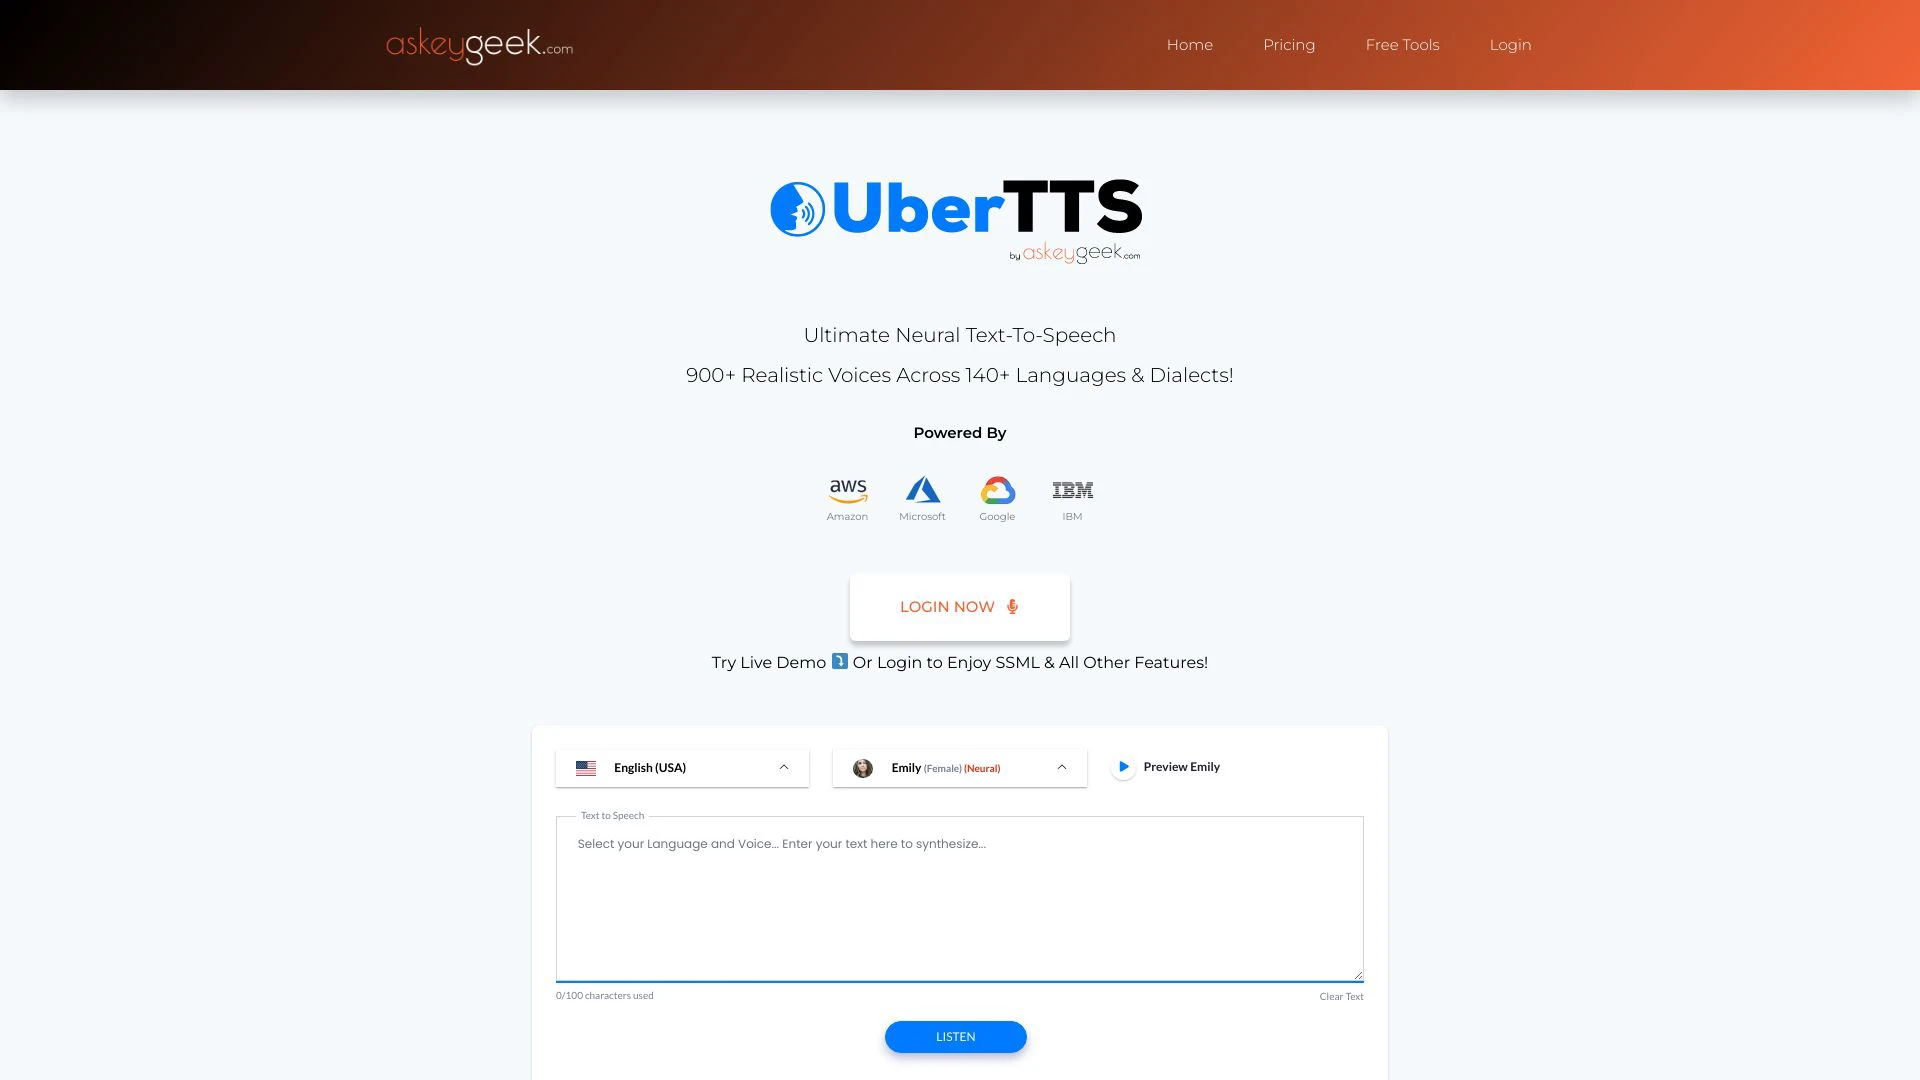 askeygeek.com
Home Pricing Free Tools Login
UberTTS
by askeygeek.com
Ultimate Neural Text-To-Speech
900+ Realistic Voices Across 140+ Languages & Dialects!
Powered By
aws IBM
Amazon Microsoft Google IBM
LOGIN NOW
Try Live Demo ⤵️ Or Login to Enjoy SSML & All Other Features!
English (USA) Emily (Female) (Neural) Preview Emily
Text to Speech
Select your Language and Voice... Enter your text here to synthesize...
0/100 characters used Clear Text
LISTEN